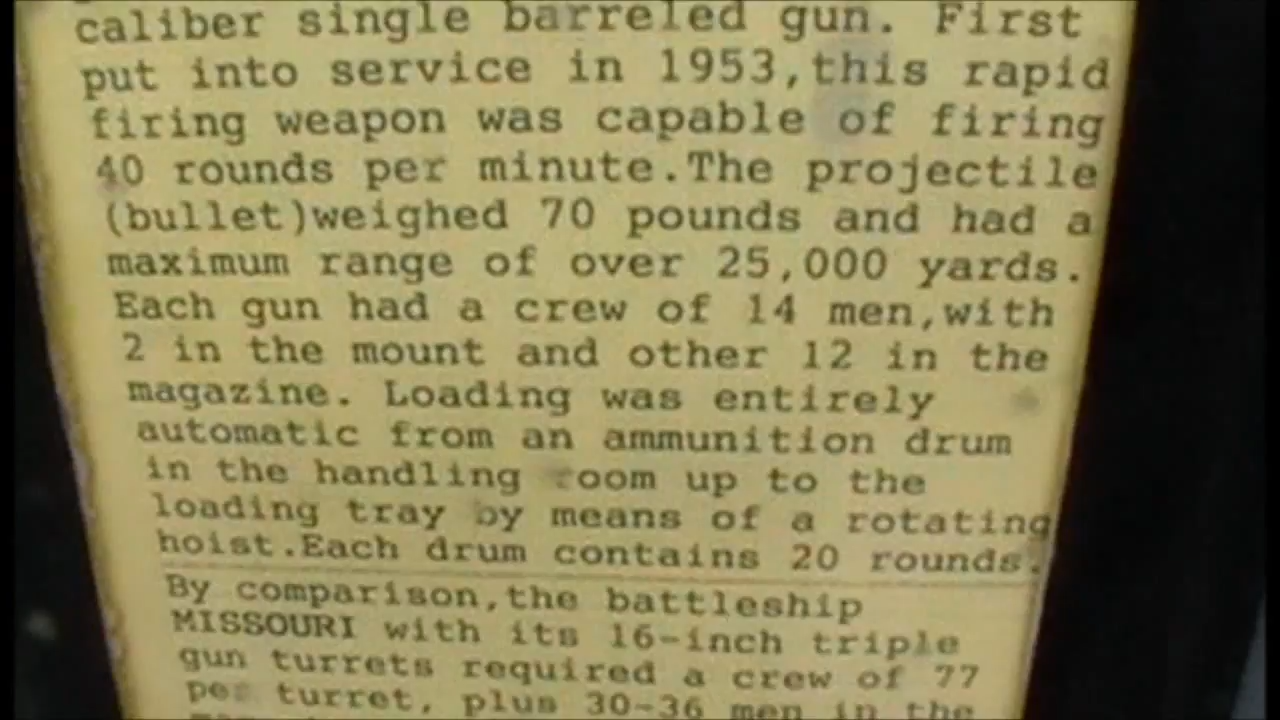 caliber single barreled gun. First
put into service in 1953,this rapid
firing weapon was capable of firing
40 rounds per minute.The projectile
(bullet)weighed 70 pounds and had a
maximum range of over 25,000 yards.
Each gun had a crew of 14 men,with
2 in the mount and other 12 in the
magazine. Loading was entirely
automatic from an ammunition drum
in the handling room up to the
loading tray by means of a rotating
hoist.Each drum contains 20 rounds.
By comparison,the battleship
MISSOURI with its 16-inch triple
gun turrets required a crew of 77
per turret, plus 30-36 men in the